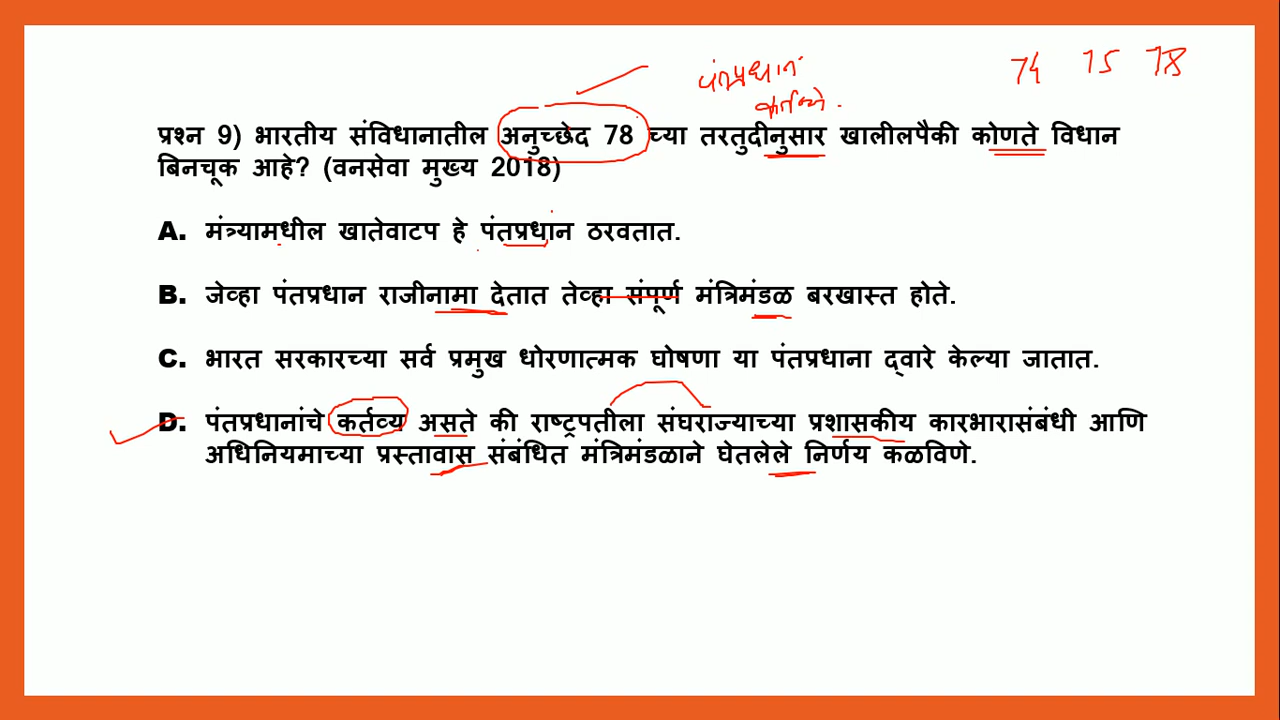 74 75 78
पंतप्रधान
कर्तव्ये.
प्रश्न 9) भारतीय संविधानातील अनुच्छेद 78 च्या तरतुदीनुसार खालीलपैकी कोणते विधान
बिनचूक आहे? (वनसेवा मुख्य 2018)
A. मंत्र्यामधील खातेवाटप हे पंतप्रधान ठरवतात.
B. जेव्हा पंतप्रधान राजीनामा देतात तेव्हा संपूर्ण मंत्रिमंडळ बरखास्त होते.
C. भारत सरकारच्या सर्व प्रमुख धोरणात्मक घोषणा या पंतप्रधाना द्वारे केल्या जातात.
D. पंतप्रधानांचे कर्तव्य असते की राष्ट्रपतीला संघराज्याच्या प्रशासकीय कारभारासंबंधी आणि
अधिनियमाच्या प्रस्तावास संबंधित मंत्रिमंडळाने घेतलेले निर्णय कळविणे.